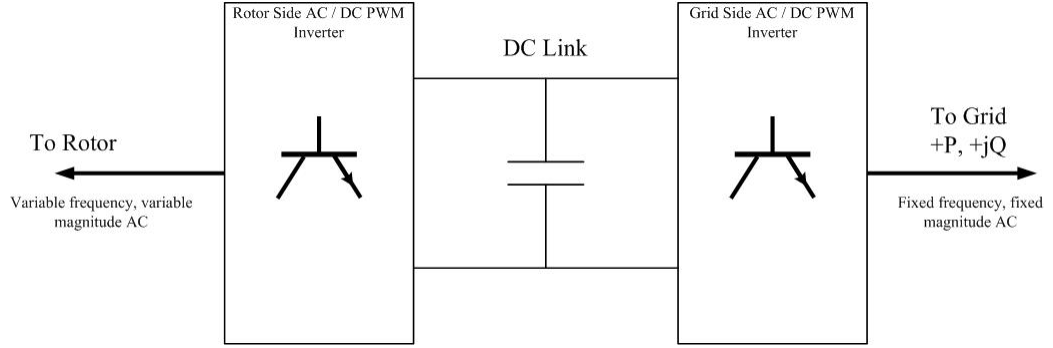 Rotor Side AC / DC PWM
Inverter
Grid Side AC / DC PWM
Inverter
DC Link
To Rotor
Variable frequency, variable
magnitude AC
To Grid
+P, +jQ
Fixed frequency, fixed
magnitude AC